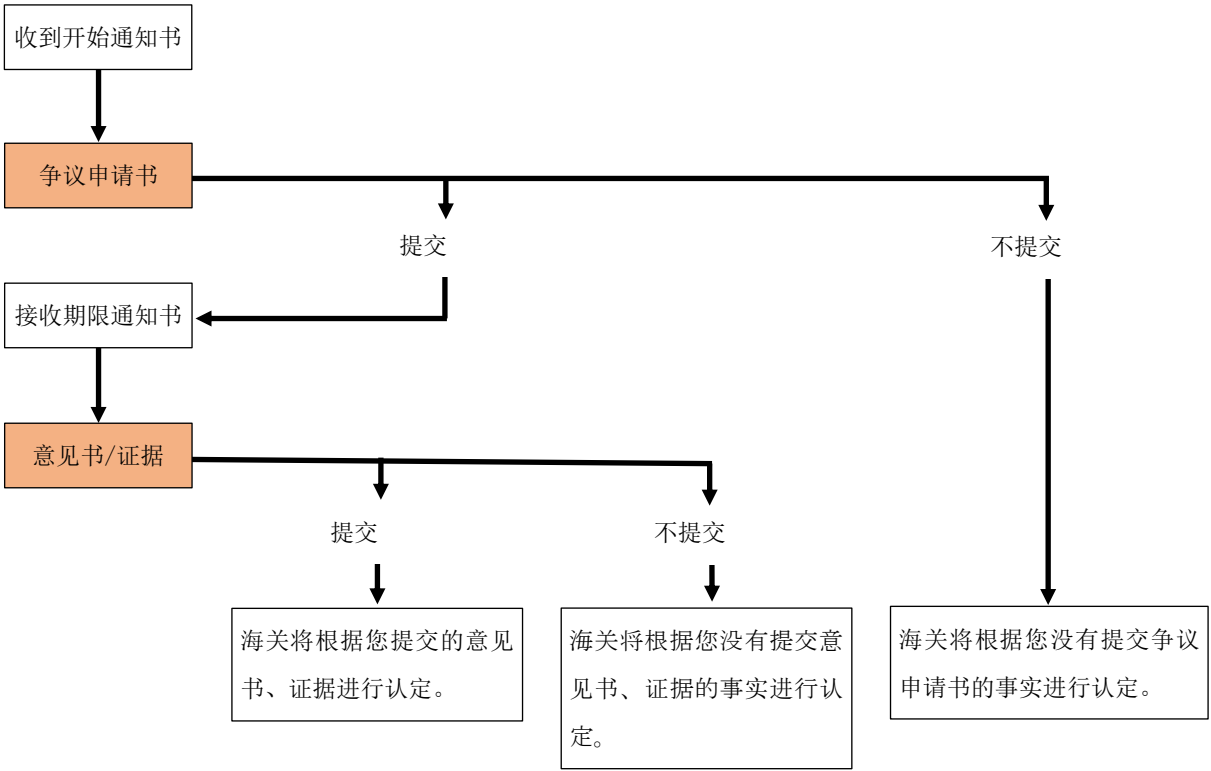 收到开始通知书
争议申请书
提交
不提交
接收期限通知书
意见书/证据
提交
不提交
海关将根据您提交的意见
书、证据进行认定。
海关将根据您没有提交意
见书、证据的事实进行认
定。
海关将根据您没有提交争议
申请书的事实进行认定。